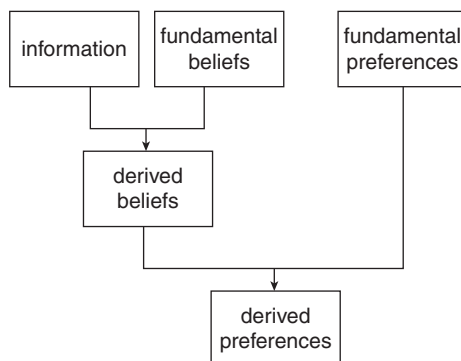 information
fundamental
beliefs
fundamental
preferences
derived
beliefs
derived
preferences